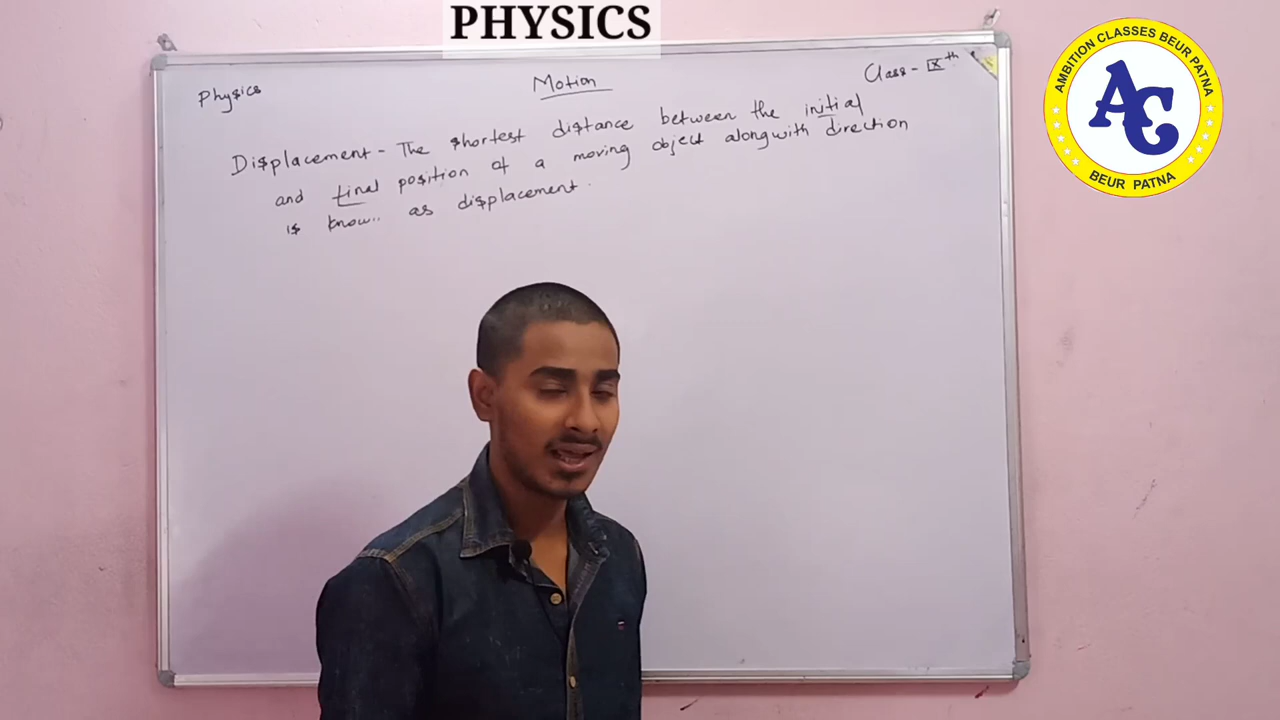 PHYSICS
Physics
Motion
Class - IX th
Displacement - The shortest distance between the initial
and final position of a moving object alongwith direction
is known as displacement.
AMBITION CLASSES BEUR PATNA
AC
BEUR PATNA